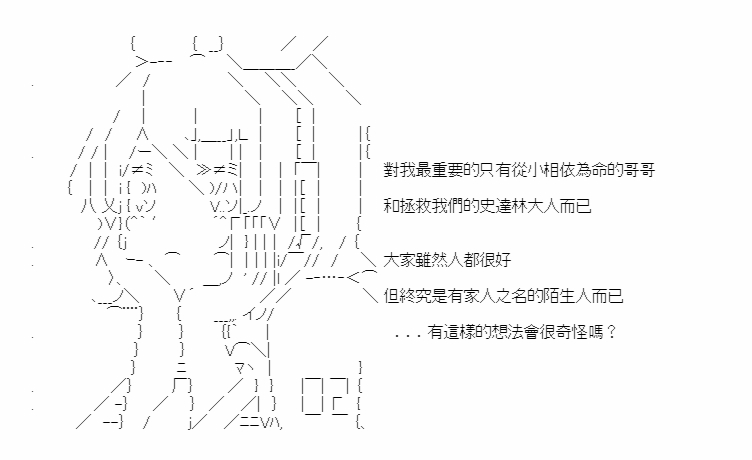 對我最重要的只有從小相依為命的哥哥
和拯救我們的史達林大人而已
大家雖然人都很好
但終究是有家人之名的陌生人而已
...有這樣的想法會很奇怪嗎？